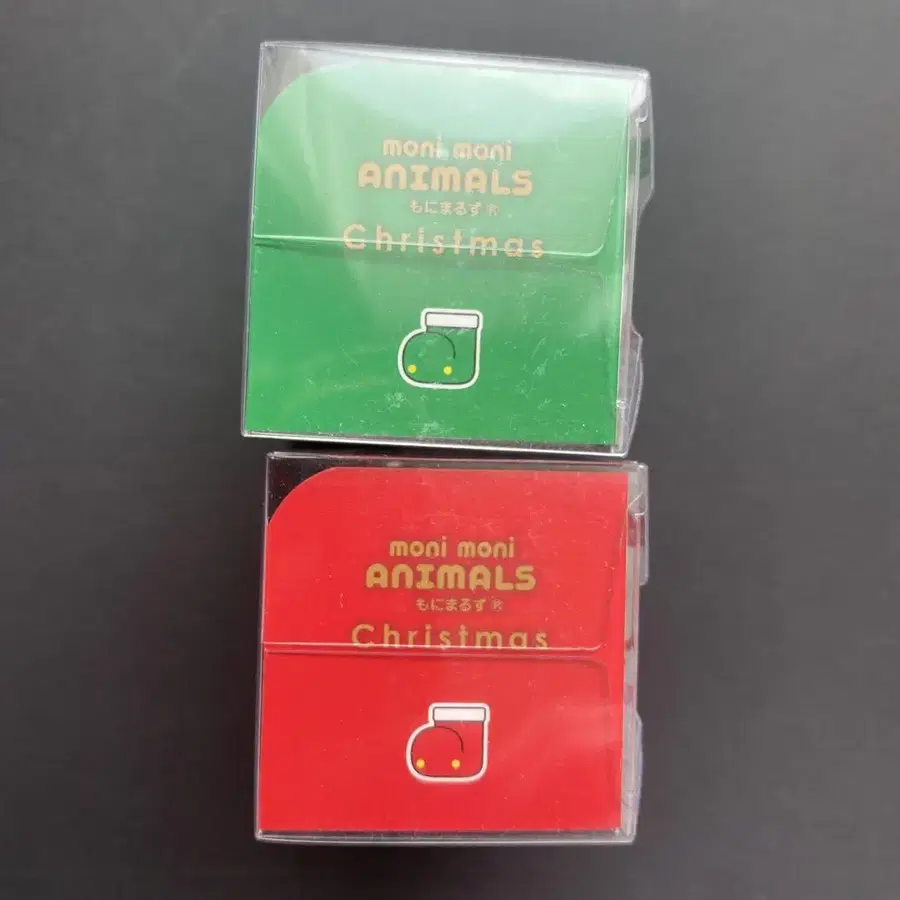 moni moni
ANIMALS
もにまるず®
Christmas
moni moni
ANIMALS
もにまるず®
Christmas